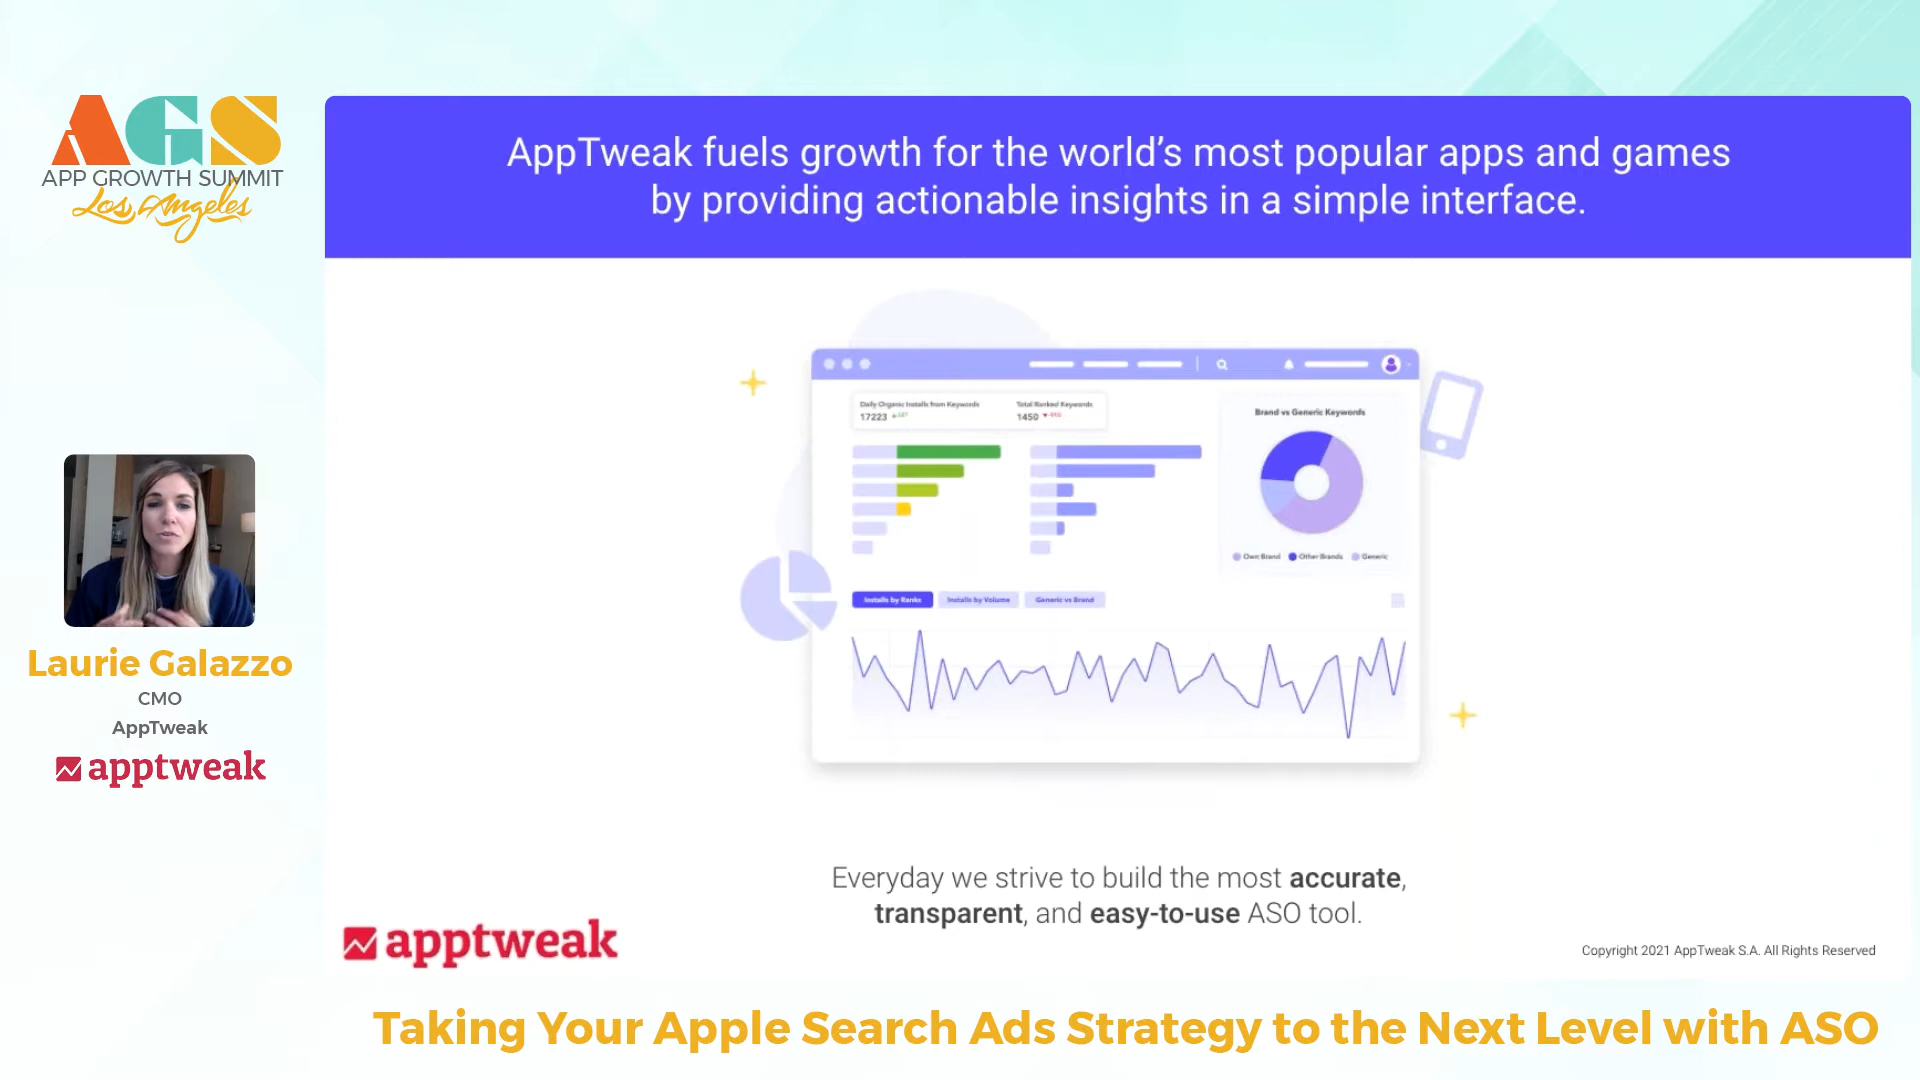 AGS
APP GROWTH SUMMIT
Los Angeles
AppTweak fuels growth for the world’s most popular apps and games
by providing actionable insights in a simple interface.
Daily Organic Installs from Keywords
17223
Total Ranked Keywords
1450
Brand vs Generic Keywords
Own Brand
Other Brands
Generic
Installs by Ranks
Installs by Volume
Generic vs Brand
Laurie Galazzo
CMO
AppTweak
apptweak
Everyday we strive to build the most accurate,
transparent, and easy-to-use ASO tool.
apptweak
Copyright 2021 AppTweak S.A. All Rights Reserved
Taking Your Apple Search Ads Strategy to the Next Level with ASO